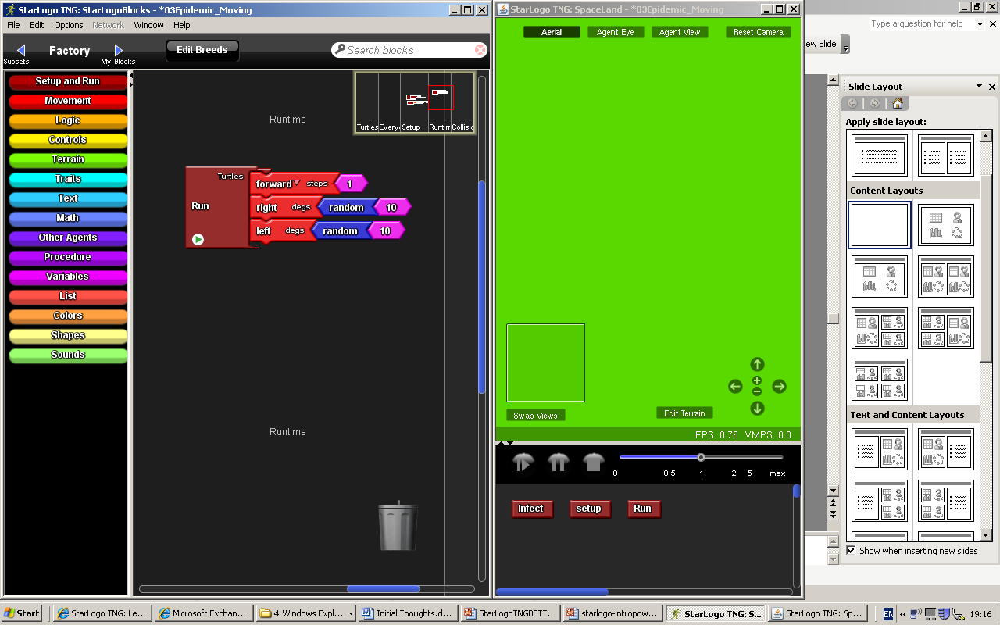 StarLogo TNG: StarLogoBlocks - *03Epidemic_Moving
File Edit Options Network Window Help
Subsets
Factory
My Blocks
Edit Breeds
Search blocks
Setup and Run
Movement
Logic
Controls
Terrain
Traits
Text
Math
Other Agents
Procedure
Variables
List
Colors
Shapes
Sounds
Runtime
Turtles Every Setup Runtim Collisio
Turtles
Run
forward steps 1
right degs random 10
left degs random 10
Runtime
StarLogo TNG: SpaceLand - *03Epidemic_Moving
Aerial Agent Eye Agent View Reset Camera
Swap Views
Edit Terrain
FPS: 0.76 VMPS: 0.0
0 0.5 1 2 5 max
Infect setup Run
Type a question for help
ew Slide
Slide Layout
Apply slide layout:
Content Layouts
Text and Content Layouts
Show when inserting new slides
Start
StarLogo TNG: Le...
Microsoft Exchan...
4 Windows Expl...
Initial Thoughts.d...
StarLogoTNGBETT...
starlogo-intropow...
StarLogo TNG: S...
StarLogo TNG: Sp...
EN
19:16